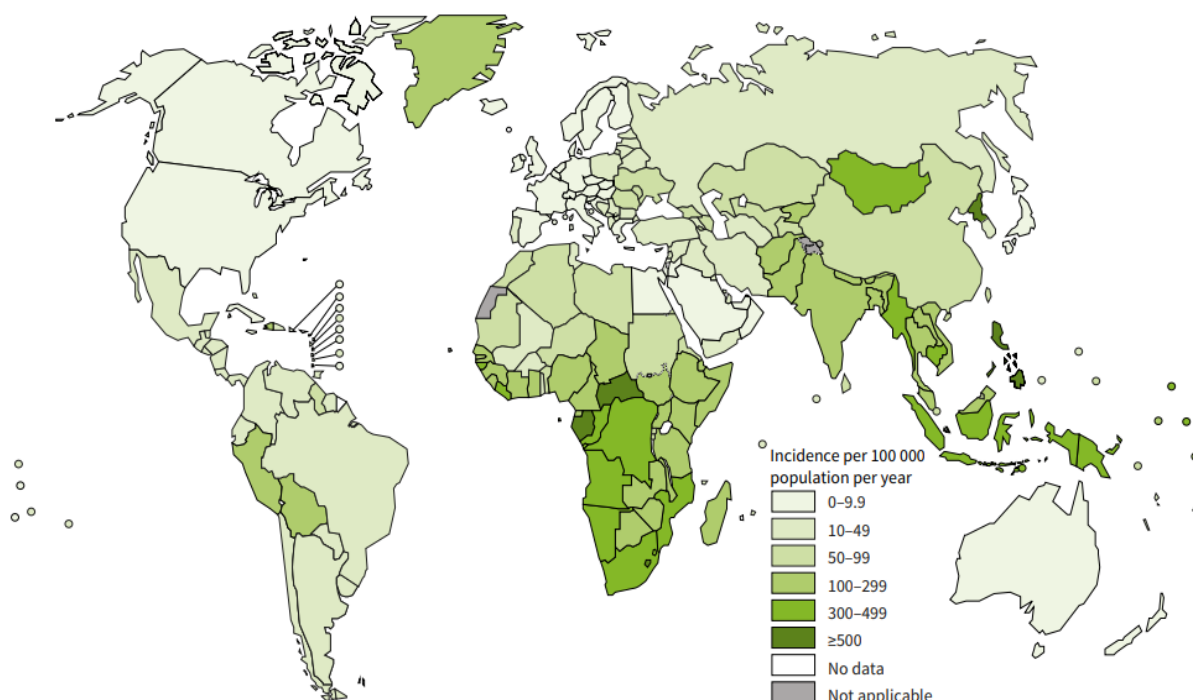 Incidence per 100 000
population per year
0–9.9
10–49
50–99
100–299
300–499
≥500
No data
Not applicable